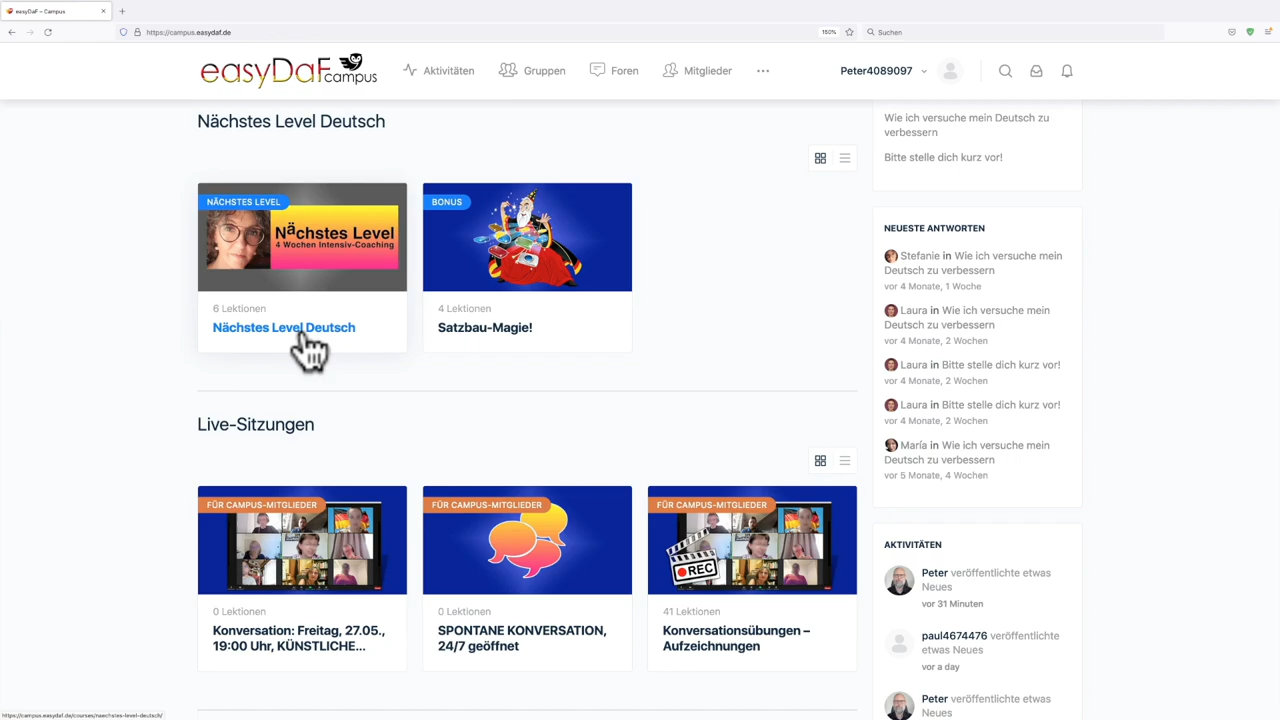 easyDaF – Campus
https://campus.easydaf.de
150%
Suchen
easyDaF campus
Aktivitäten
Gruppen
Foren
Mitglieder
Peter4089097
Nächstes Level Deutsch
NÄCHSTES LEVEL
Nächstes Level
4 Wochen Intensiv-Coaching
6 Lektionen
Nächstes Level Deutsch
BONUS
4 Lektionen
Satzbau-Magie!
Live-Sitzungen
FÜR CAMPUS-MITGLIEDER
0 Lektionen
Konversation: Freitag, 27.05.,
19:00 Uhr, KÜNSTLICHE...
FÜR CAMPUS-MITGLIEDER
0 Lektionen
SPONTANE KONVERSATION,
24/7 geöffnet
FÜR CAMPUS-MITGLIEDER
REC
41 Lektionen
Konversationsübungen –
Aufzeichnungen
Wie ich versuche mein Deutsch zu
verbessern
Bitte stelle dich kurz vor!
NEUESTE ANTWORTEN
Stefanie in Wie ich versuche mein
Deutsch zu verbessern
vor 4 Monate, 1 Woche
Laura in Wie ich versuche mein
Deutsch zu verbessern
vor 4 Monate, 2 Wochen
Laura in Bitte stelle dich kurz vor!
vor 4 Monate, 2 Wochen
Laura in Bitte stelle dich kurz vor!
vor 4 Monate, 2 Wochen
María in Wie ich versuche mein
Deutsch zu verbessern
vor 5 Monate, 4 Wochen
AKTIVITÄTEN
Peter veröffentlichte etwas
Neues
vor 31 Minuten
paul4674476 veröffentlichte
etwas Neues
vor a day
Peter veröffentlichte etwas
Neues
https://campus.easydaf.de/courses/naechstes-level-deutsch/